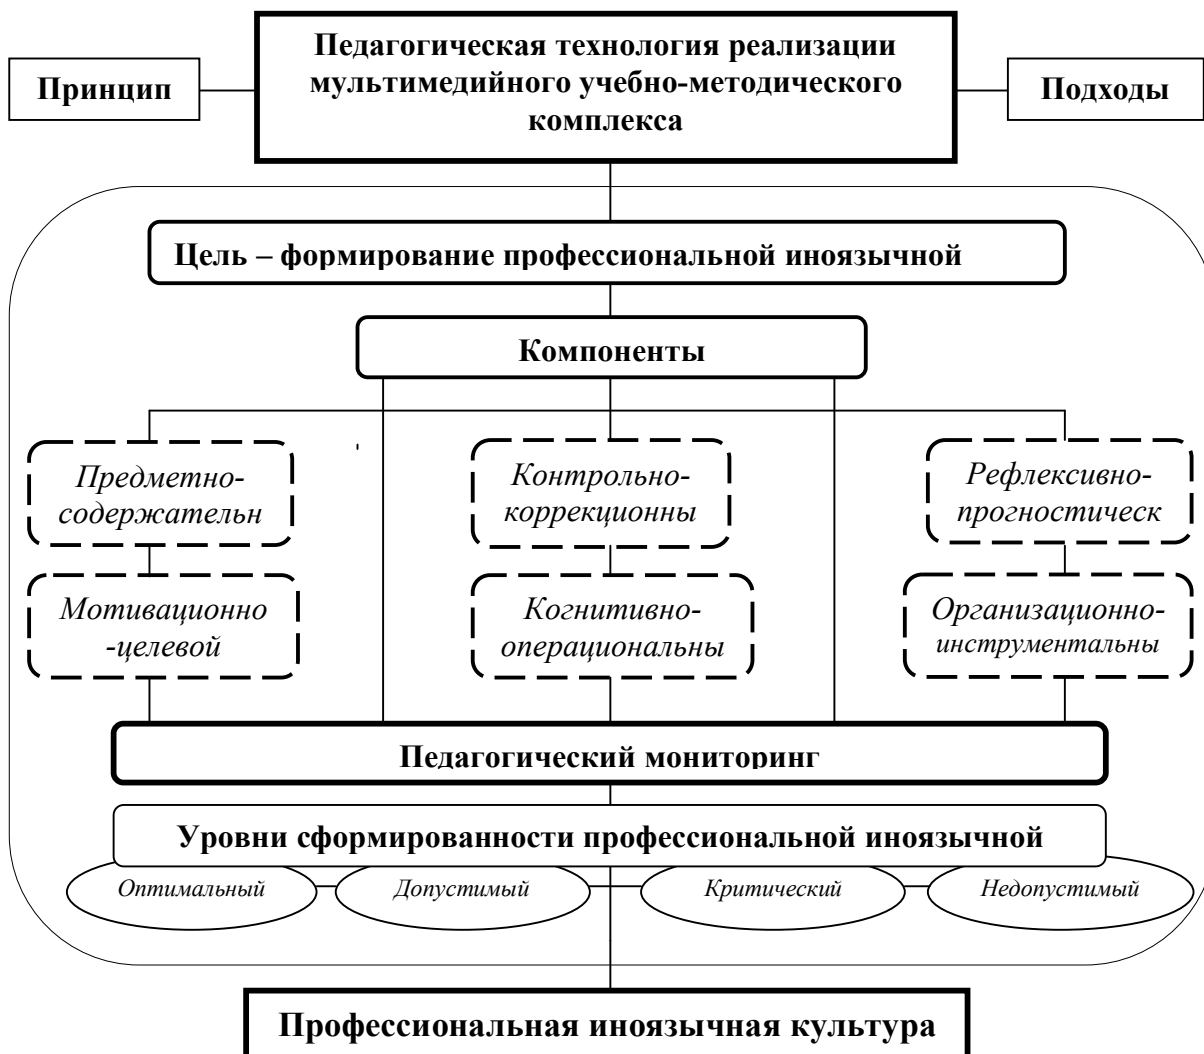 Педагогическая технология реализации
мультимедийного учебно-методического
комплекса
Принцип
Подходы
Цель – формирование профессиональной иноязычной
Компоненты
Предметно-
содержательн
Контрольно-
коррекционны
Рефлексивно-
прогностическ
Мотивационно
-целевой
Когнитивно-
операциональны
Организационно-
инструментальны
Педагогический мониторинг
Уровни сформированности профессиональной иноязычной
Оптимальный
Допустимый
Критический
Недопустимый
Профессиональная иноязычная культура